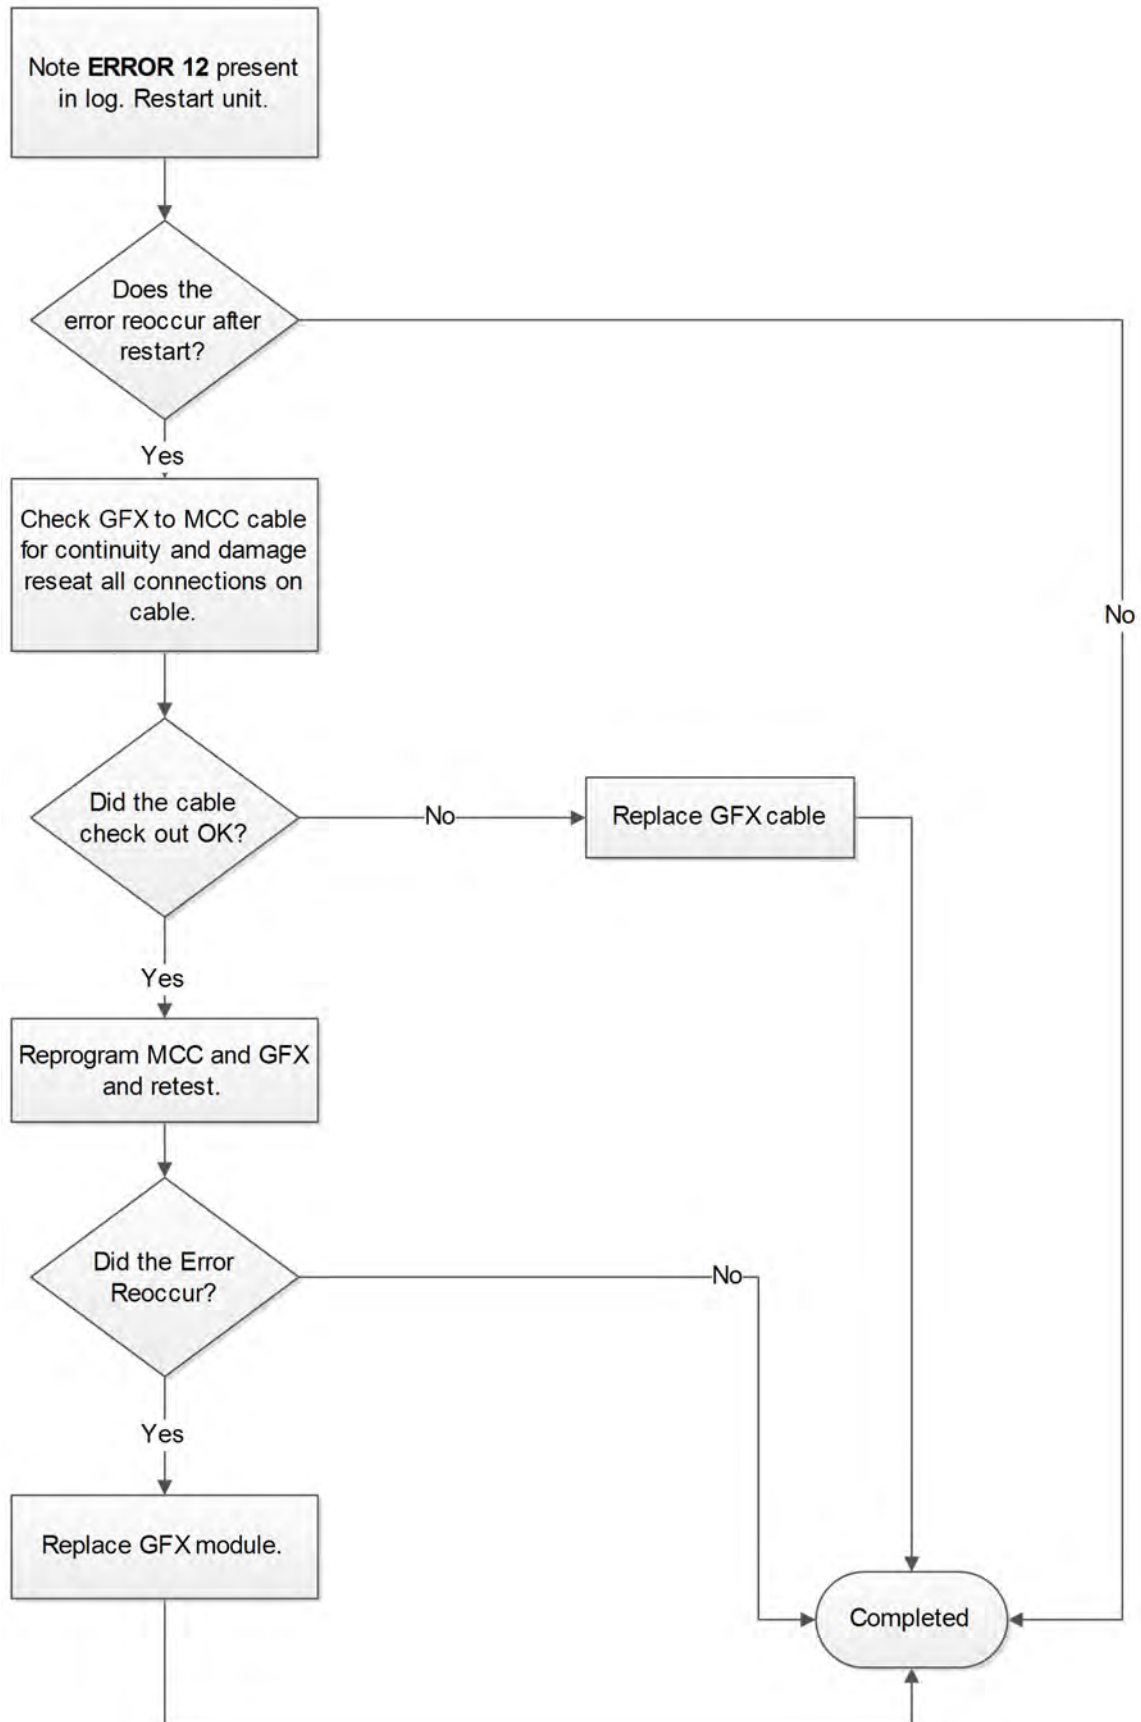 Note ERROR 12 present
in log. Restart unit.
Does the
error reoccur after
restart?
Yes
No
Check GFX to MCC cable
for continuity and damage
reseat all connections on
cable.
Did the cable
check out OK?
No
Replace GFX cable
Yes
Reprogram MCC and GFX
and retest.
Did the Error
Reoccur?
No
Yes
Replace GFX module.
Completed